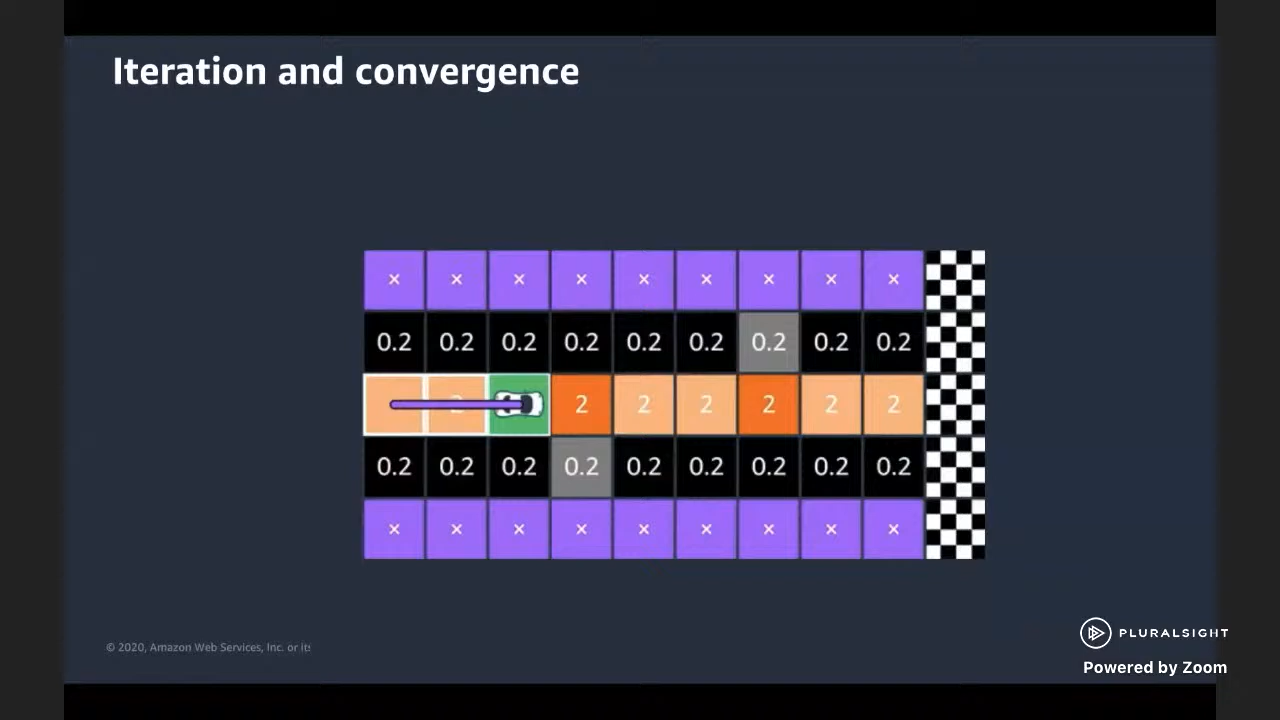 Iteration and convergence
× × × × × × × × ×
0.2 0.2 0.2 0.2 0.2 0.2 0.2 0.2 0.2
2 2 2 2 2 2 2
0.2 0.2 0.2 0.2 0.2 0.2 0.2 0.2 0.2
× × × × × × × × ×
© 2020, Amazon Web Services, Inc. or its
PLURALSIGHT
Powered by Zoom